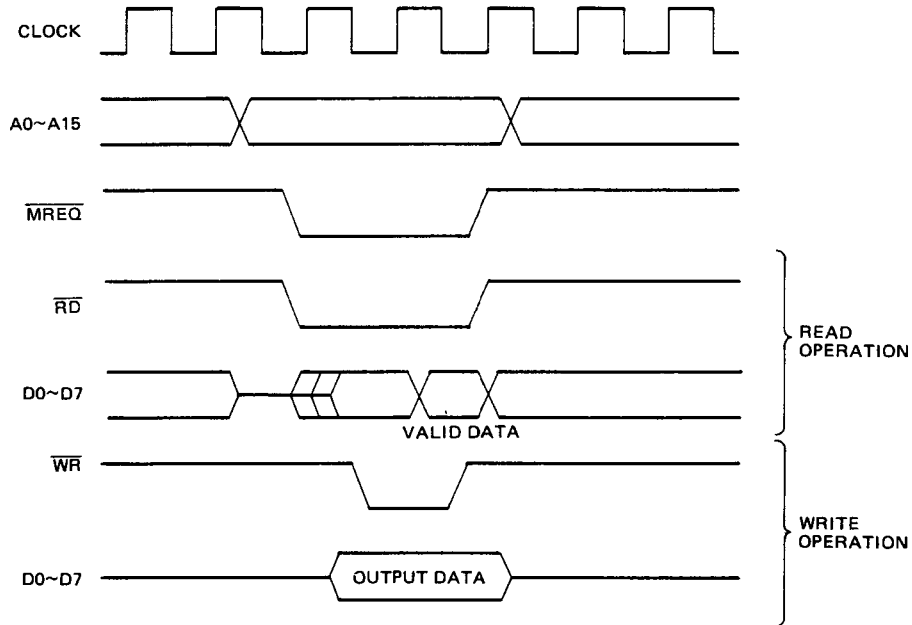 CLOCK
A0~A15
MREQ
RD
READ
OPERATION
D0~D7
VALID DATA
WR
WRITE
OPERATION
D0~D7
OUTPUT DATA